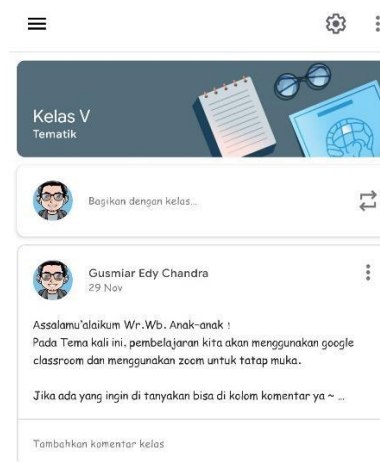 Kelas V
Tematik
Bagikan dengan kelas...
Gusmiar Edy Chandra
29 Nov
Assalamu'alaikum Wr.Wb. Anak-anak !
Pada Tema kali ini. pembelajaran kita akan menggunakan google
classroom dan menggunakan zoom untuk tatap muka.
Jika ada yang ingin di tanyakan bisa di kolom komentar ya ~ ...
Tambahkan komentar kelas